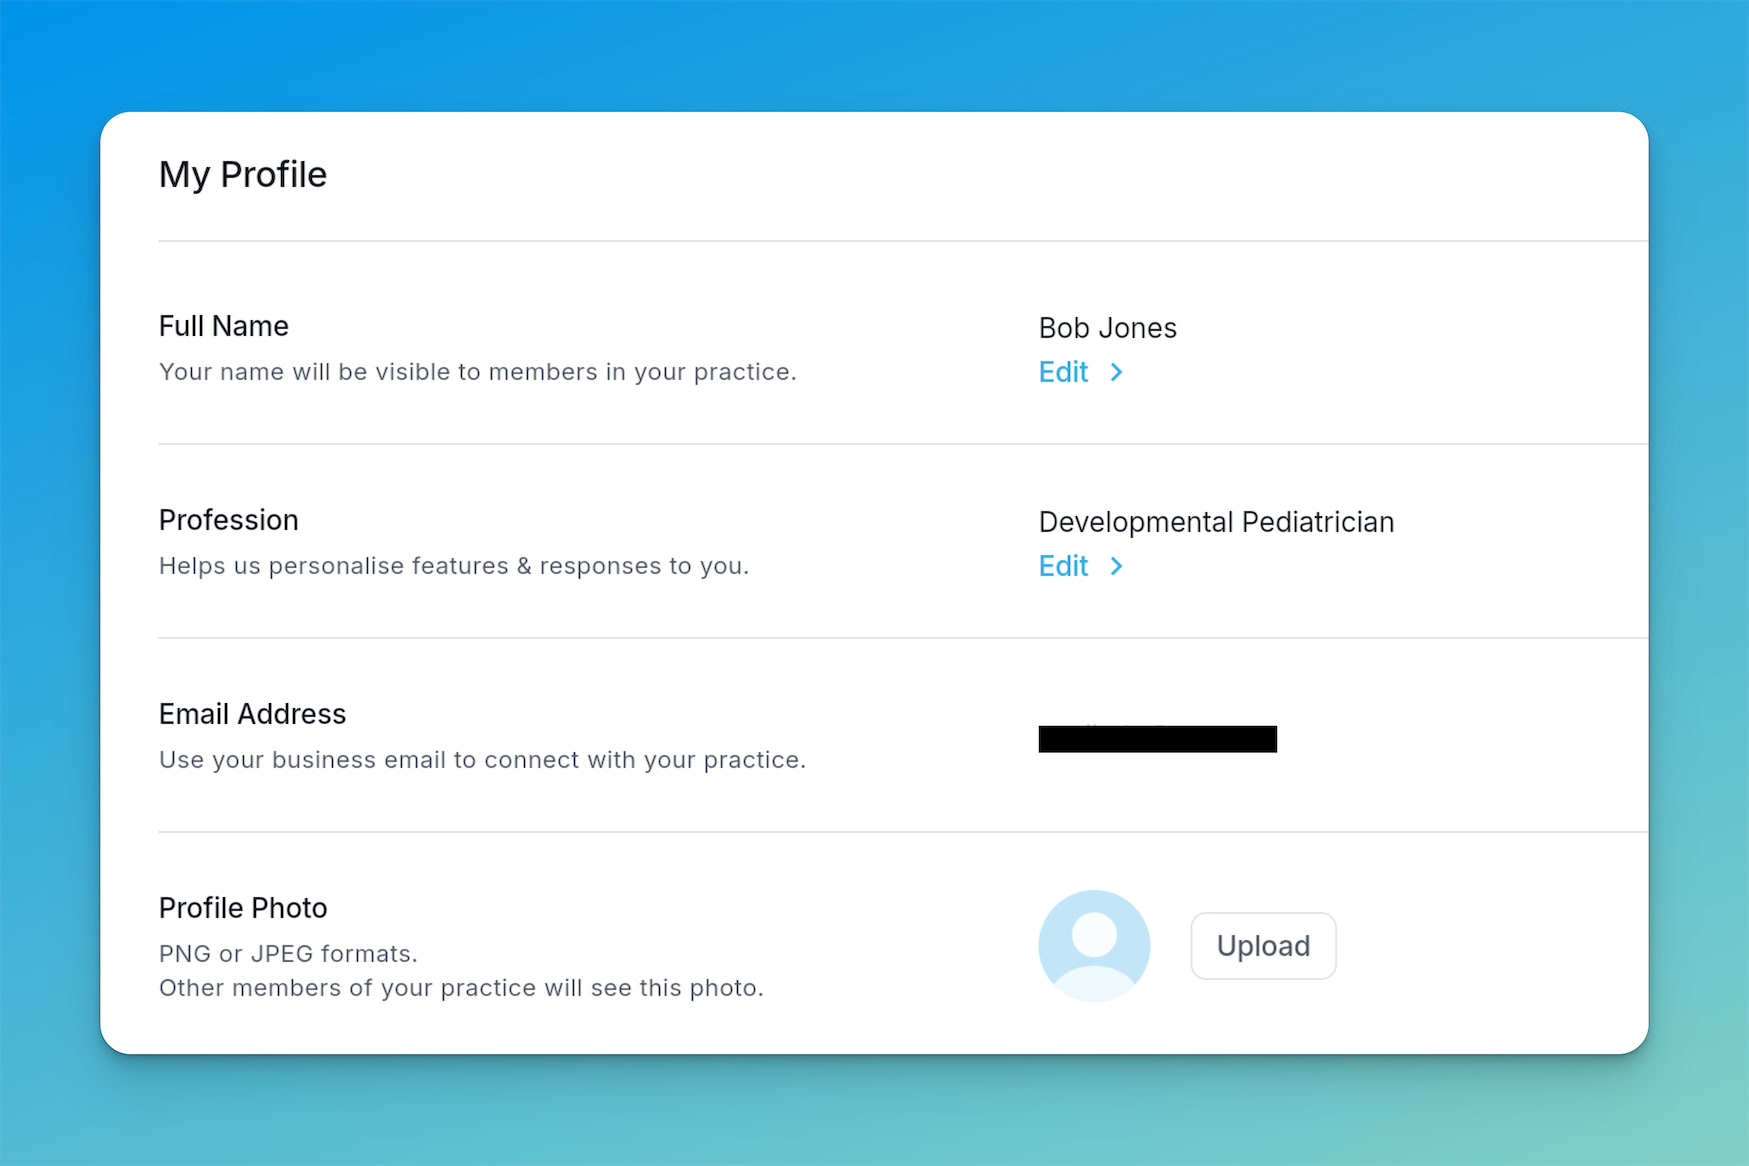 My Profile
Full Name
Your name will be visible to members in your practice.
Bob Jones
Edit
Profession
Helps us personalise features & responses to you.
Developmental Pediatrician
Edit
Email Address
Use your business email to connect with your practice.
Profile Photo
PNG or JPEG formats.
Other members of your practice will see this photo.
Upload